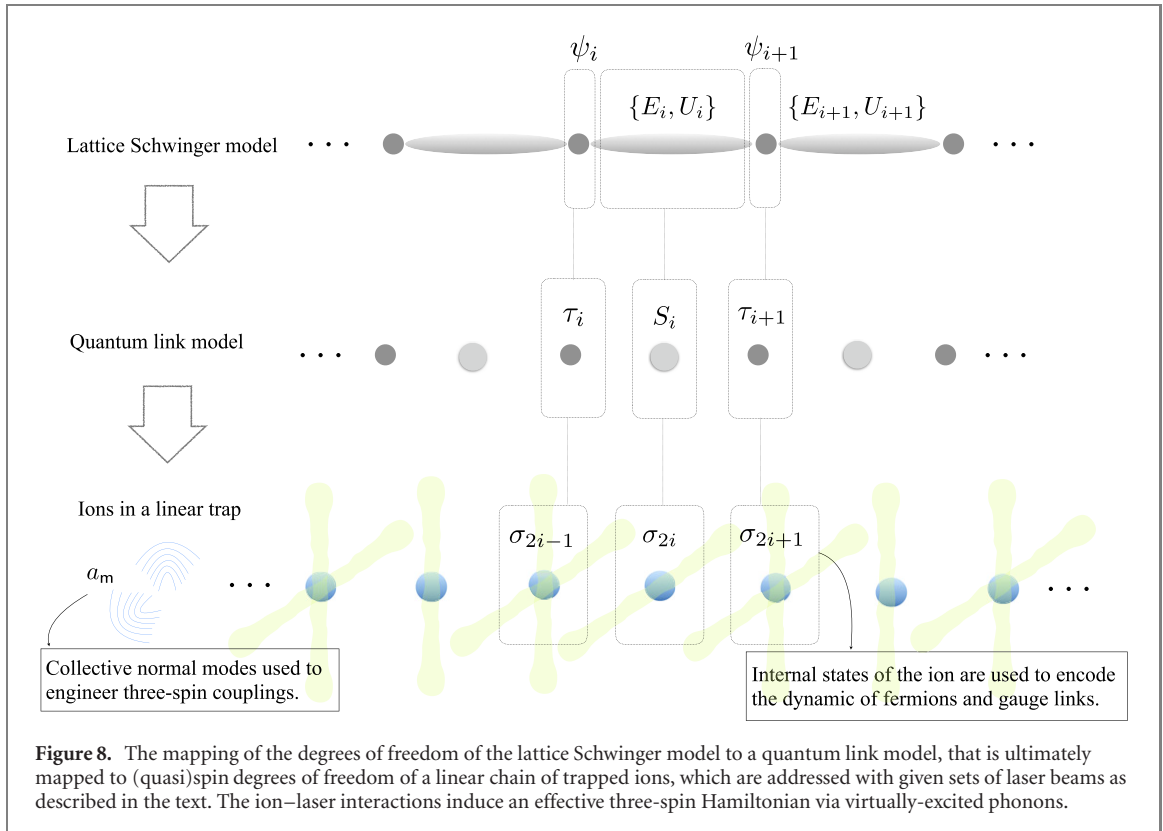 ψ_i ψ_{i+1}
{E_i, U_i} {E_{i+1}, U_{i+1}}
Lattice Schwinger model · · · · · ·
τ_i S_i τ_{i+1}
Quantum link model · · · · · ·
Ions in a linear trap
σ_{2i−1} σ_{2i} σ_{2i+1}
a_m · · · · · ·
Collective normal modes used to
engineer three-spin couplings.
Internal states of the ion are used to encode
the dynamic of fermions and gauge links.
Figure 8. The mapping of the degrees of freedom of the lattice Schwinger model to a quantum link model, that is ultimately
mapped to (quasi)spin degrees of freedom of a linear chain of trapped ions, which are addressed with given sets of laser beams as
described in the text. The ion–laser interactions induce an effective three-spin Hamiltonian via virtually-excited phonons.